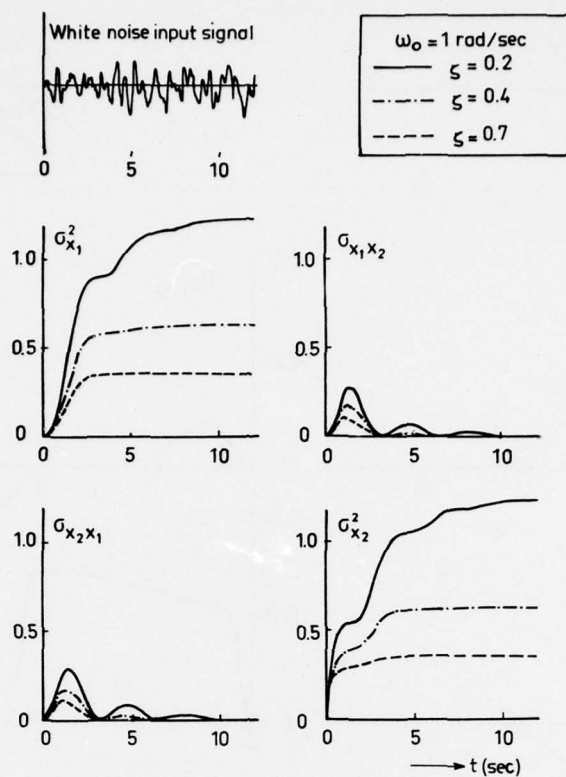 White noise input signal
0 5 10
ω₀ = 1 rad/sec
ζ = 0.2
ζ = 0.4
ζ = 0.7
σ²x₁
1.0
0.5
0
0 5 10
σx₁x₂
1.0
0.5
0
0 5 10
σx₂x₁
1.0
0.5
0
0 5 10
σ²x₂
1.0
0.5
0
0 5 10
t (sec)